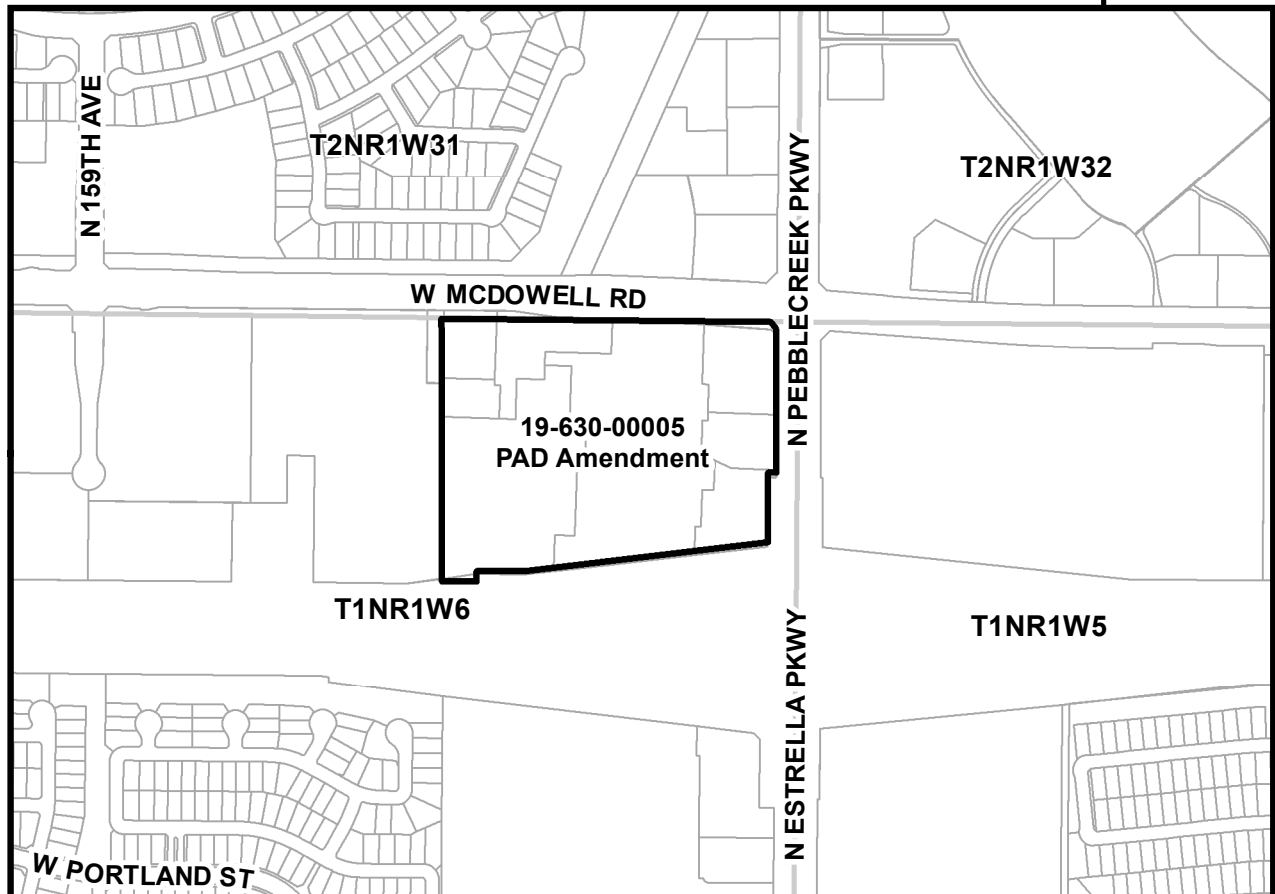 N 159TH AVE
T2NR1W31
N PEBBLECREEK PKWY
T2NR1W32
W MCDOWELL RD
19-630-00005
PAD Amendment
T1NR1W6
N ESTRELLA PKWY
T1NR1W5
W PORTLAND ST